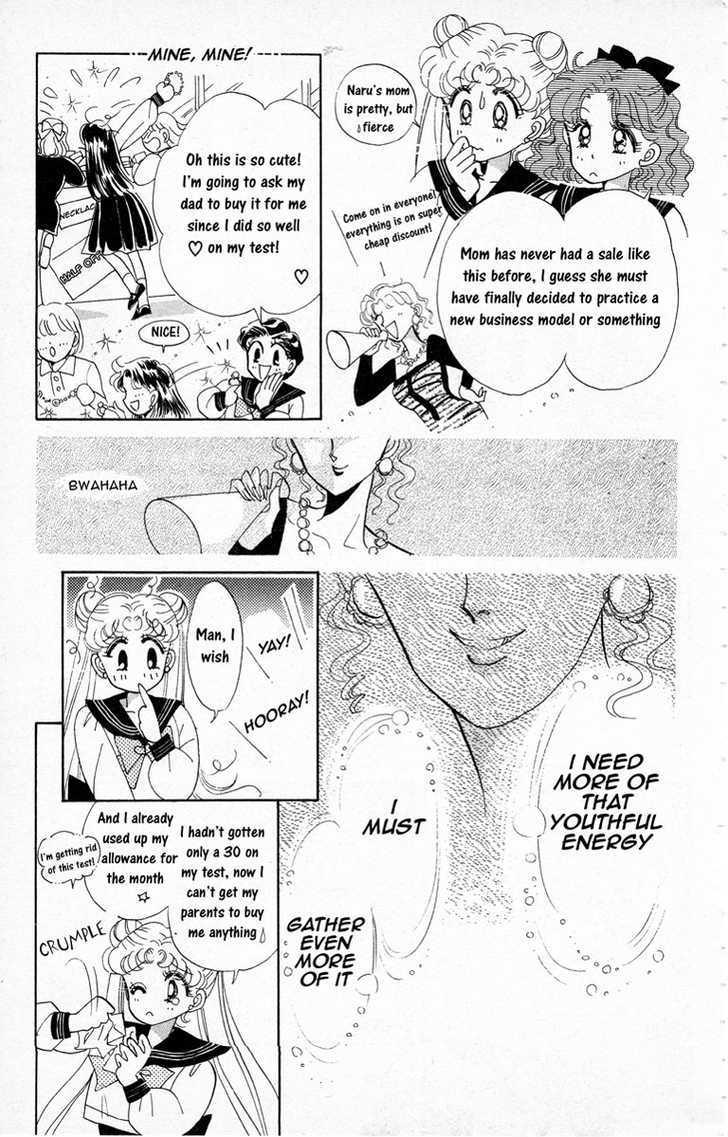 Naru's mom
is pretty, but
fierce
Come on in everyone!
everything is on super
cheap discount!
Mom has never had a sale like
this before, I guess she must
have finally decided to practice a
new business model or something
MINE, MINE!
Oh this is so cute!
I'm going to ask my
dad to buy it for me
since I did so well
♡ on my test!
♡
NECKLAC
HALF OFF
NICE!
BWAHAHA
I NEED
MORE OF
THAT
YOUTHFUL
ENERGY
I
MUST
GATHER
EVEN
MORE
OF IT
Man, I
wish
YAY!
HOORAY!
I hadn't gotten
only a 30 on
my test, now I
can't get my
parents to buy
me anything
And I already
used up my
allowance for
the month
☆
I'm getting rid
of this test!
CRUMPLE